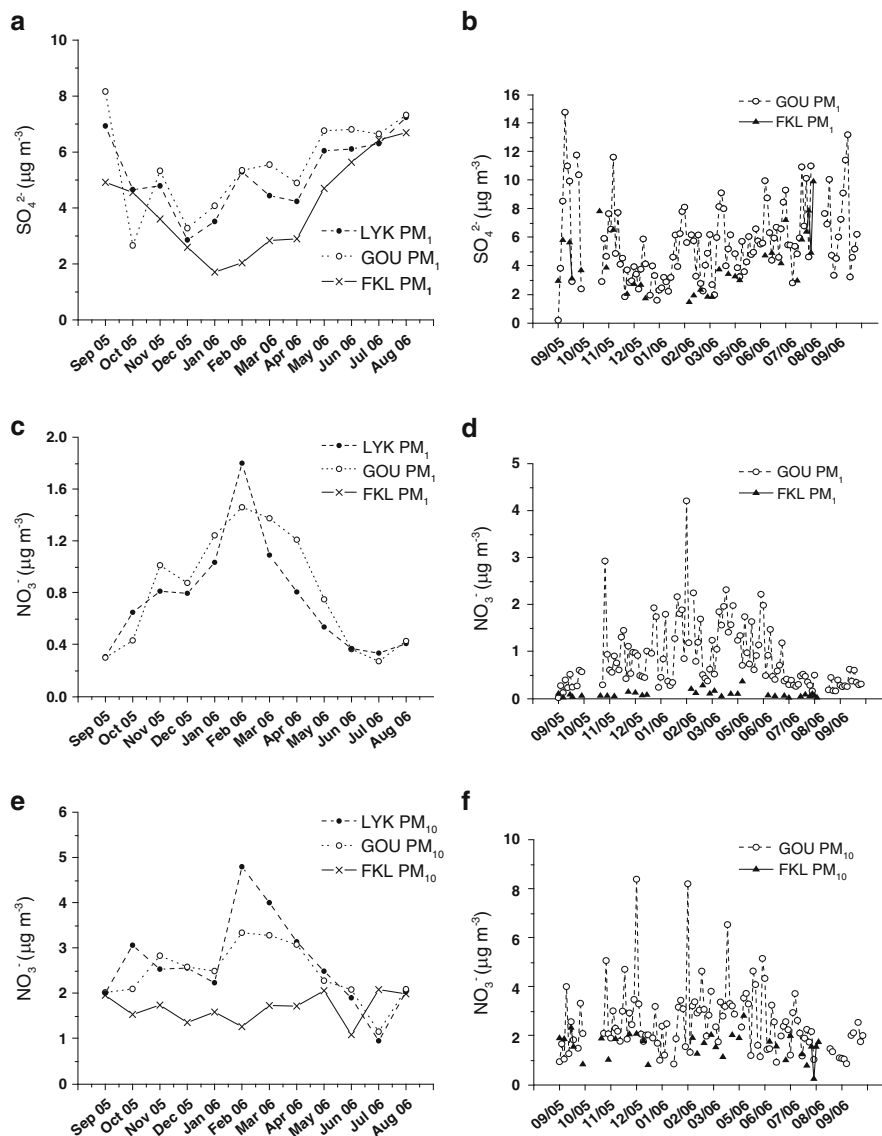 a
SO₄²⁻ (µg m⁻³)
8
6
4
2
0
LYK PM₁
GOU PM₁
FKL PM₁
Sep 05 Oct 05 Nov 05 Dec 05 Jan 06 Feb 06 Mar 06 Apr 06 May 06 Jun 06 Jul 06 Aug 06
b
SO₄²⁻ (µg m⁻³)
16
14
12
10
8
6
4
2
0
GOU PM₁
FKL PM₁
09/05 10/05 11/05 12/05 01/06 02/06 03/06 05/06 06/06 07/06 08/06 09/06
c
NO₃⁻ (µg m⁻³)
2.0
1.6
1.2
0.8
0.4
0.0
LYK PM₁
GOU PM₁
FKL PM₁
Sep 05 Oct 05 Nov 05 Dec 05 Jan 06 Feb 06 Mar 06 Apr 06 May 06 Jun 06 Jul 06 Aug 06
d
NO₃⁻ (µg m⁻³)
5
4
3
2
1
0
GOU PM₁
FKL PM₁
09/05 10/05 11/05 12/05 01/06 02/06 03/06 05/06 06/06 07/06 08/06 09/06
e
NO₃⁻ (µg m⁻³)
6
5
4
3
2
1
0
LYK PM₁₀
GOU PM₁₀
FKL PM₁₀
Sep 05 Oct 05 Nov 05 Dec 05 Jan 06 Feb 06 Mar 06 Apr 06 May 06 Jun 06 Jul 06 Aug 06
f
NO₃⁻ (µg m⁻³)
10
8
6
4
2
0
GOU PM₁₀
FKL PM₁₀
09/05 10/05 11/05 12/05 01/06 02/06 03/06 05/06 06/06 07/06 08/06 09/06